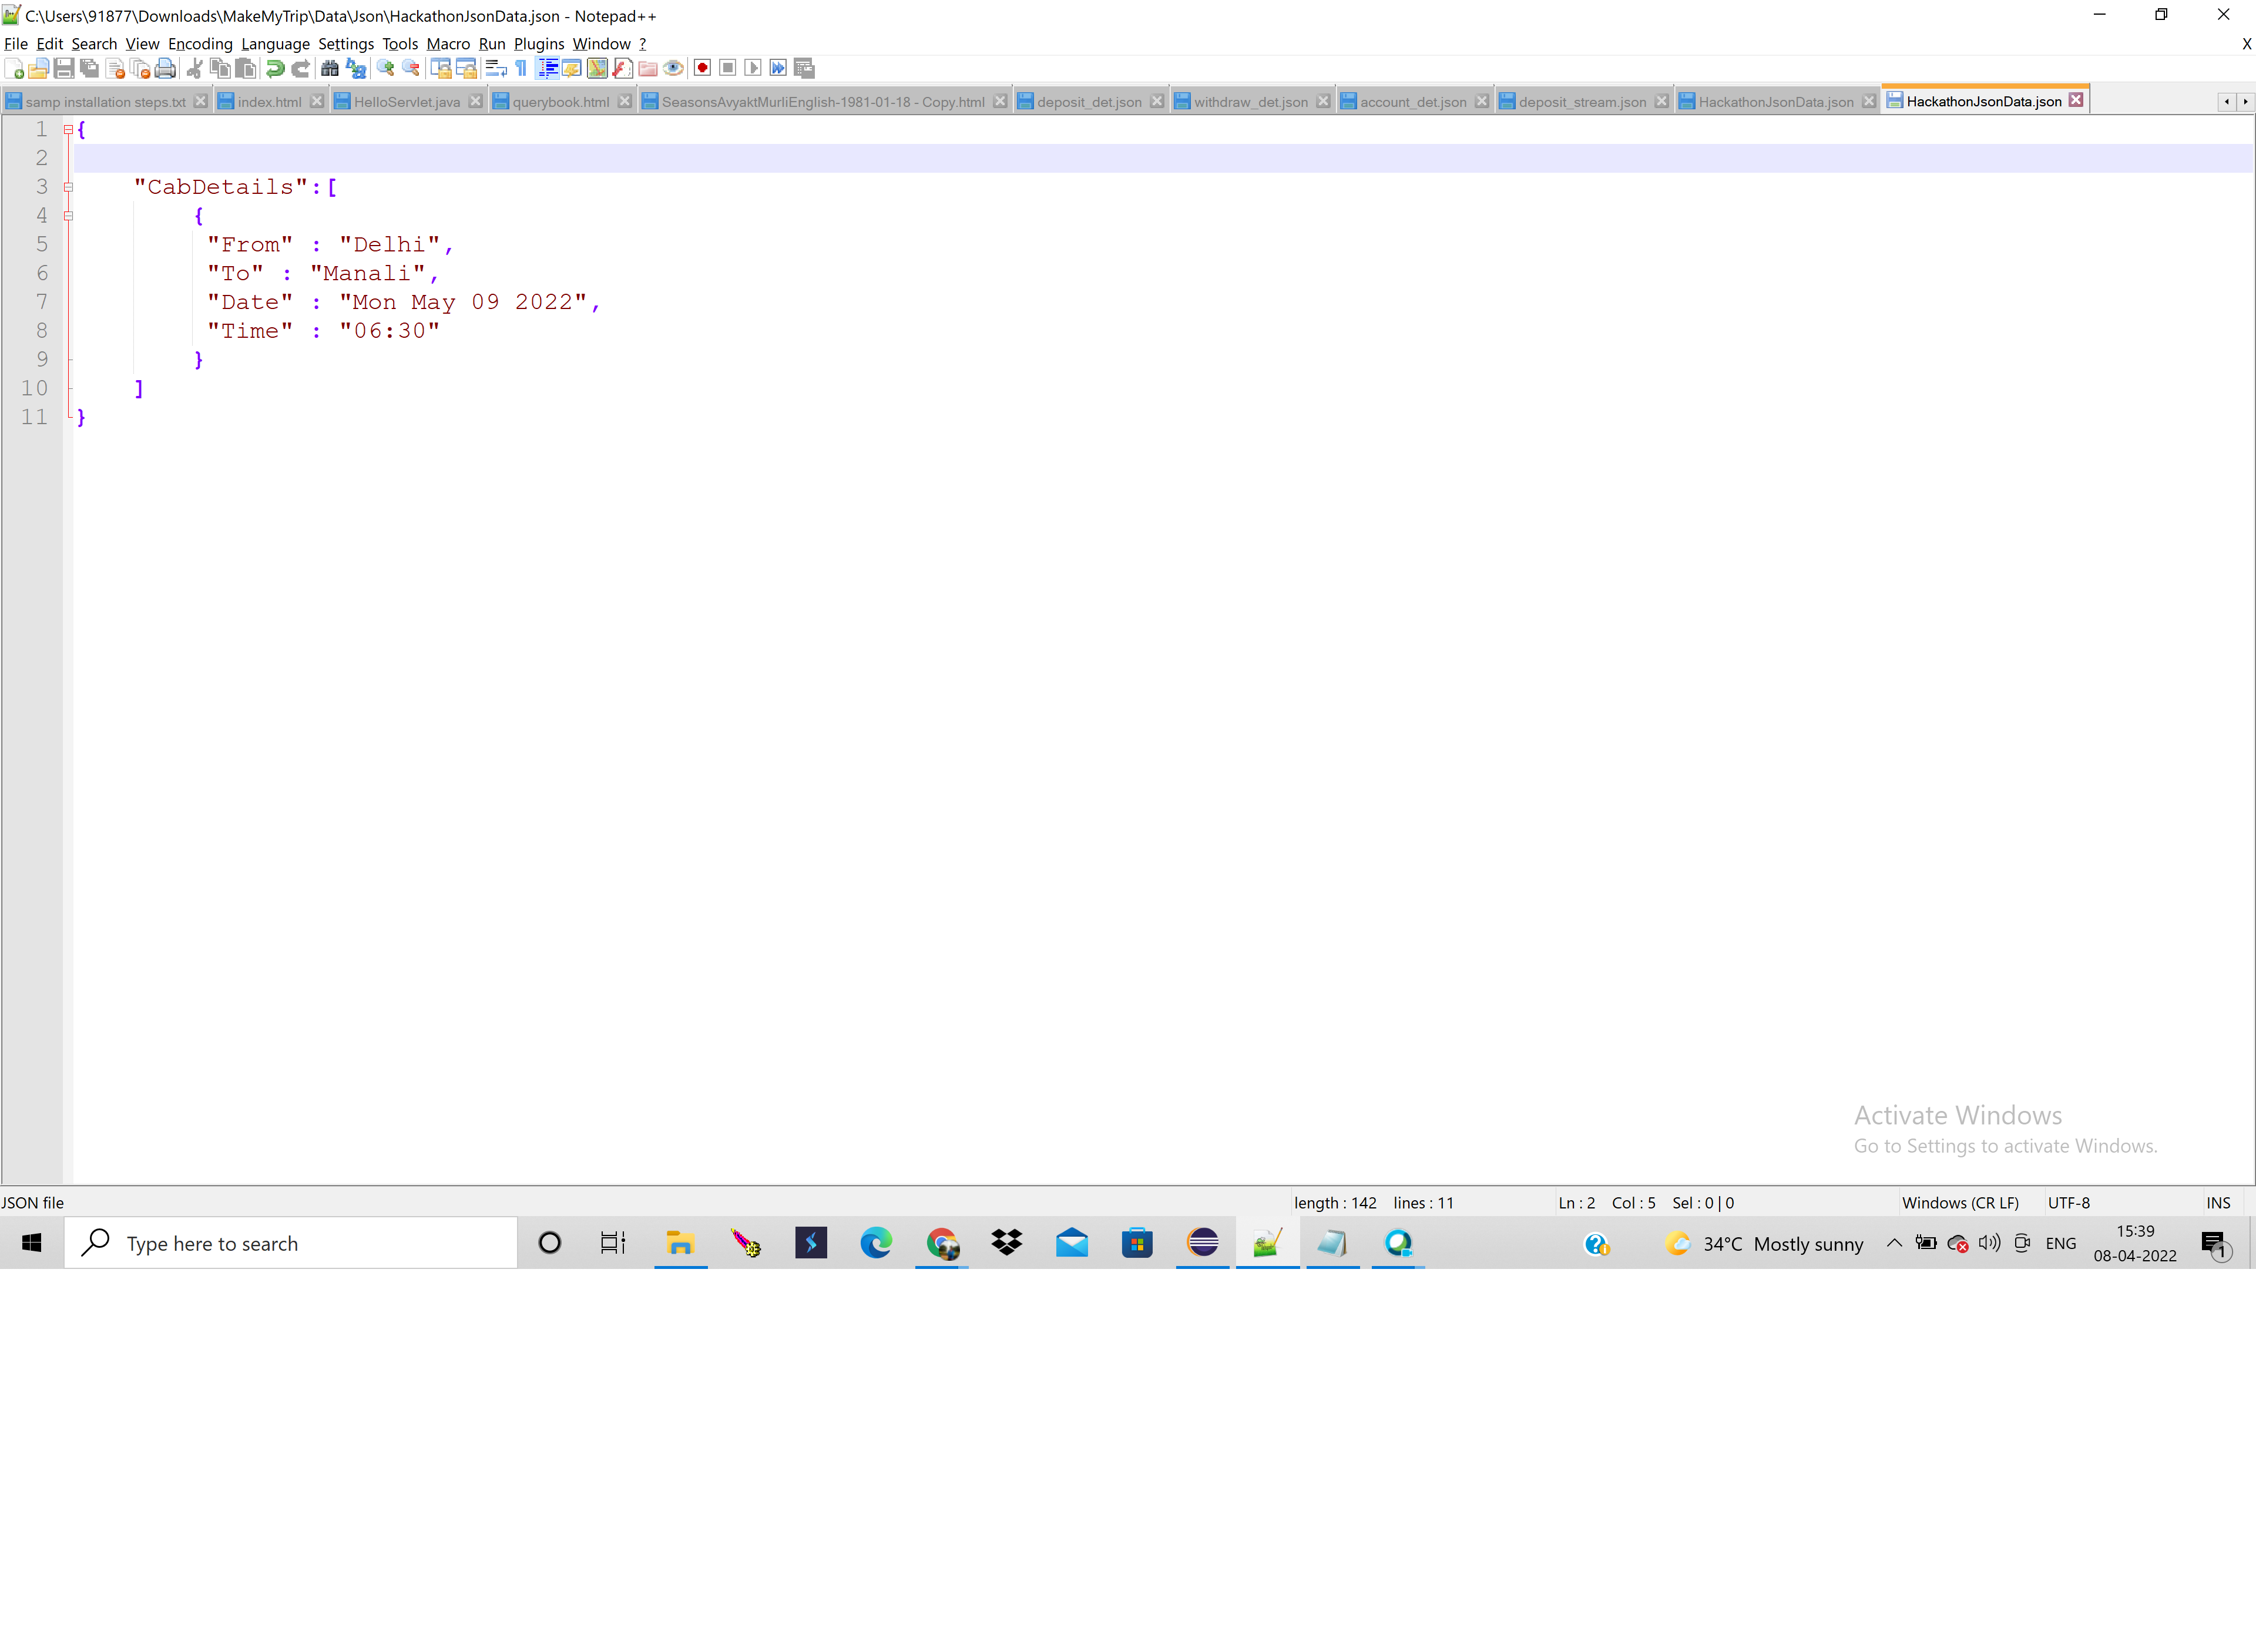 C:\Users\91877\Downloads\MakeMyTrip\Data\Json\HackathonJsonData.json - Notepad++
File Edit Search View Encoding Language Settings Tools Macro Run Plugins Window ? X
samp installation steps.txt index.html HelloServlet.java querybook.html SeasonsAvyaktMurliEnglish-1981-01-18 - Copy.html deposit_det.json withdraw_det.json account_det.json deposit_stream.json HackathonJsonData.json HackathonJsonData.json
1 {
2
3 "CabDetails":[
4 {
5 "From" : "Delhi",
6 "To" : "Manali",
7 "Date" : "Mon May 09 2022",
8 "Time" : "06:30"
9 }
10 ]
11 }
Activate Windows
Go to Settings to activate Windows.
JSON file length : 142 lines : 11 Ln : 2 Col : 5 Sel : 0 | 0 Windows (CR LF) UTF-8 INS
Type here to search 34°C Mostly sunny ENG 15:39
08-04-2022 1